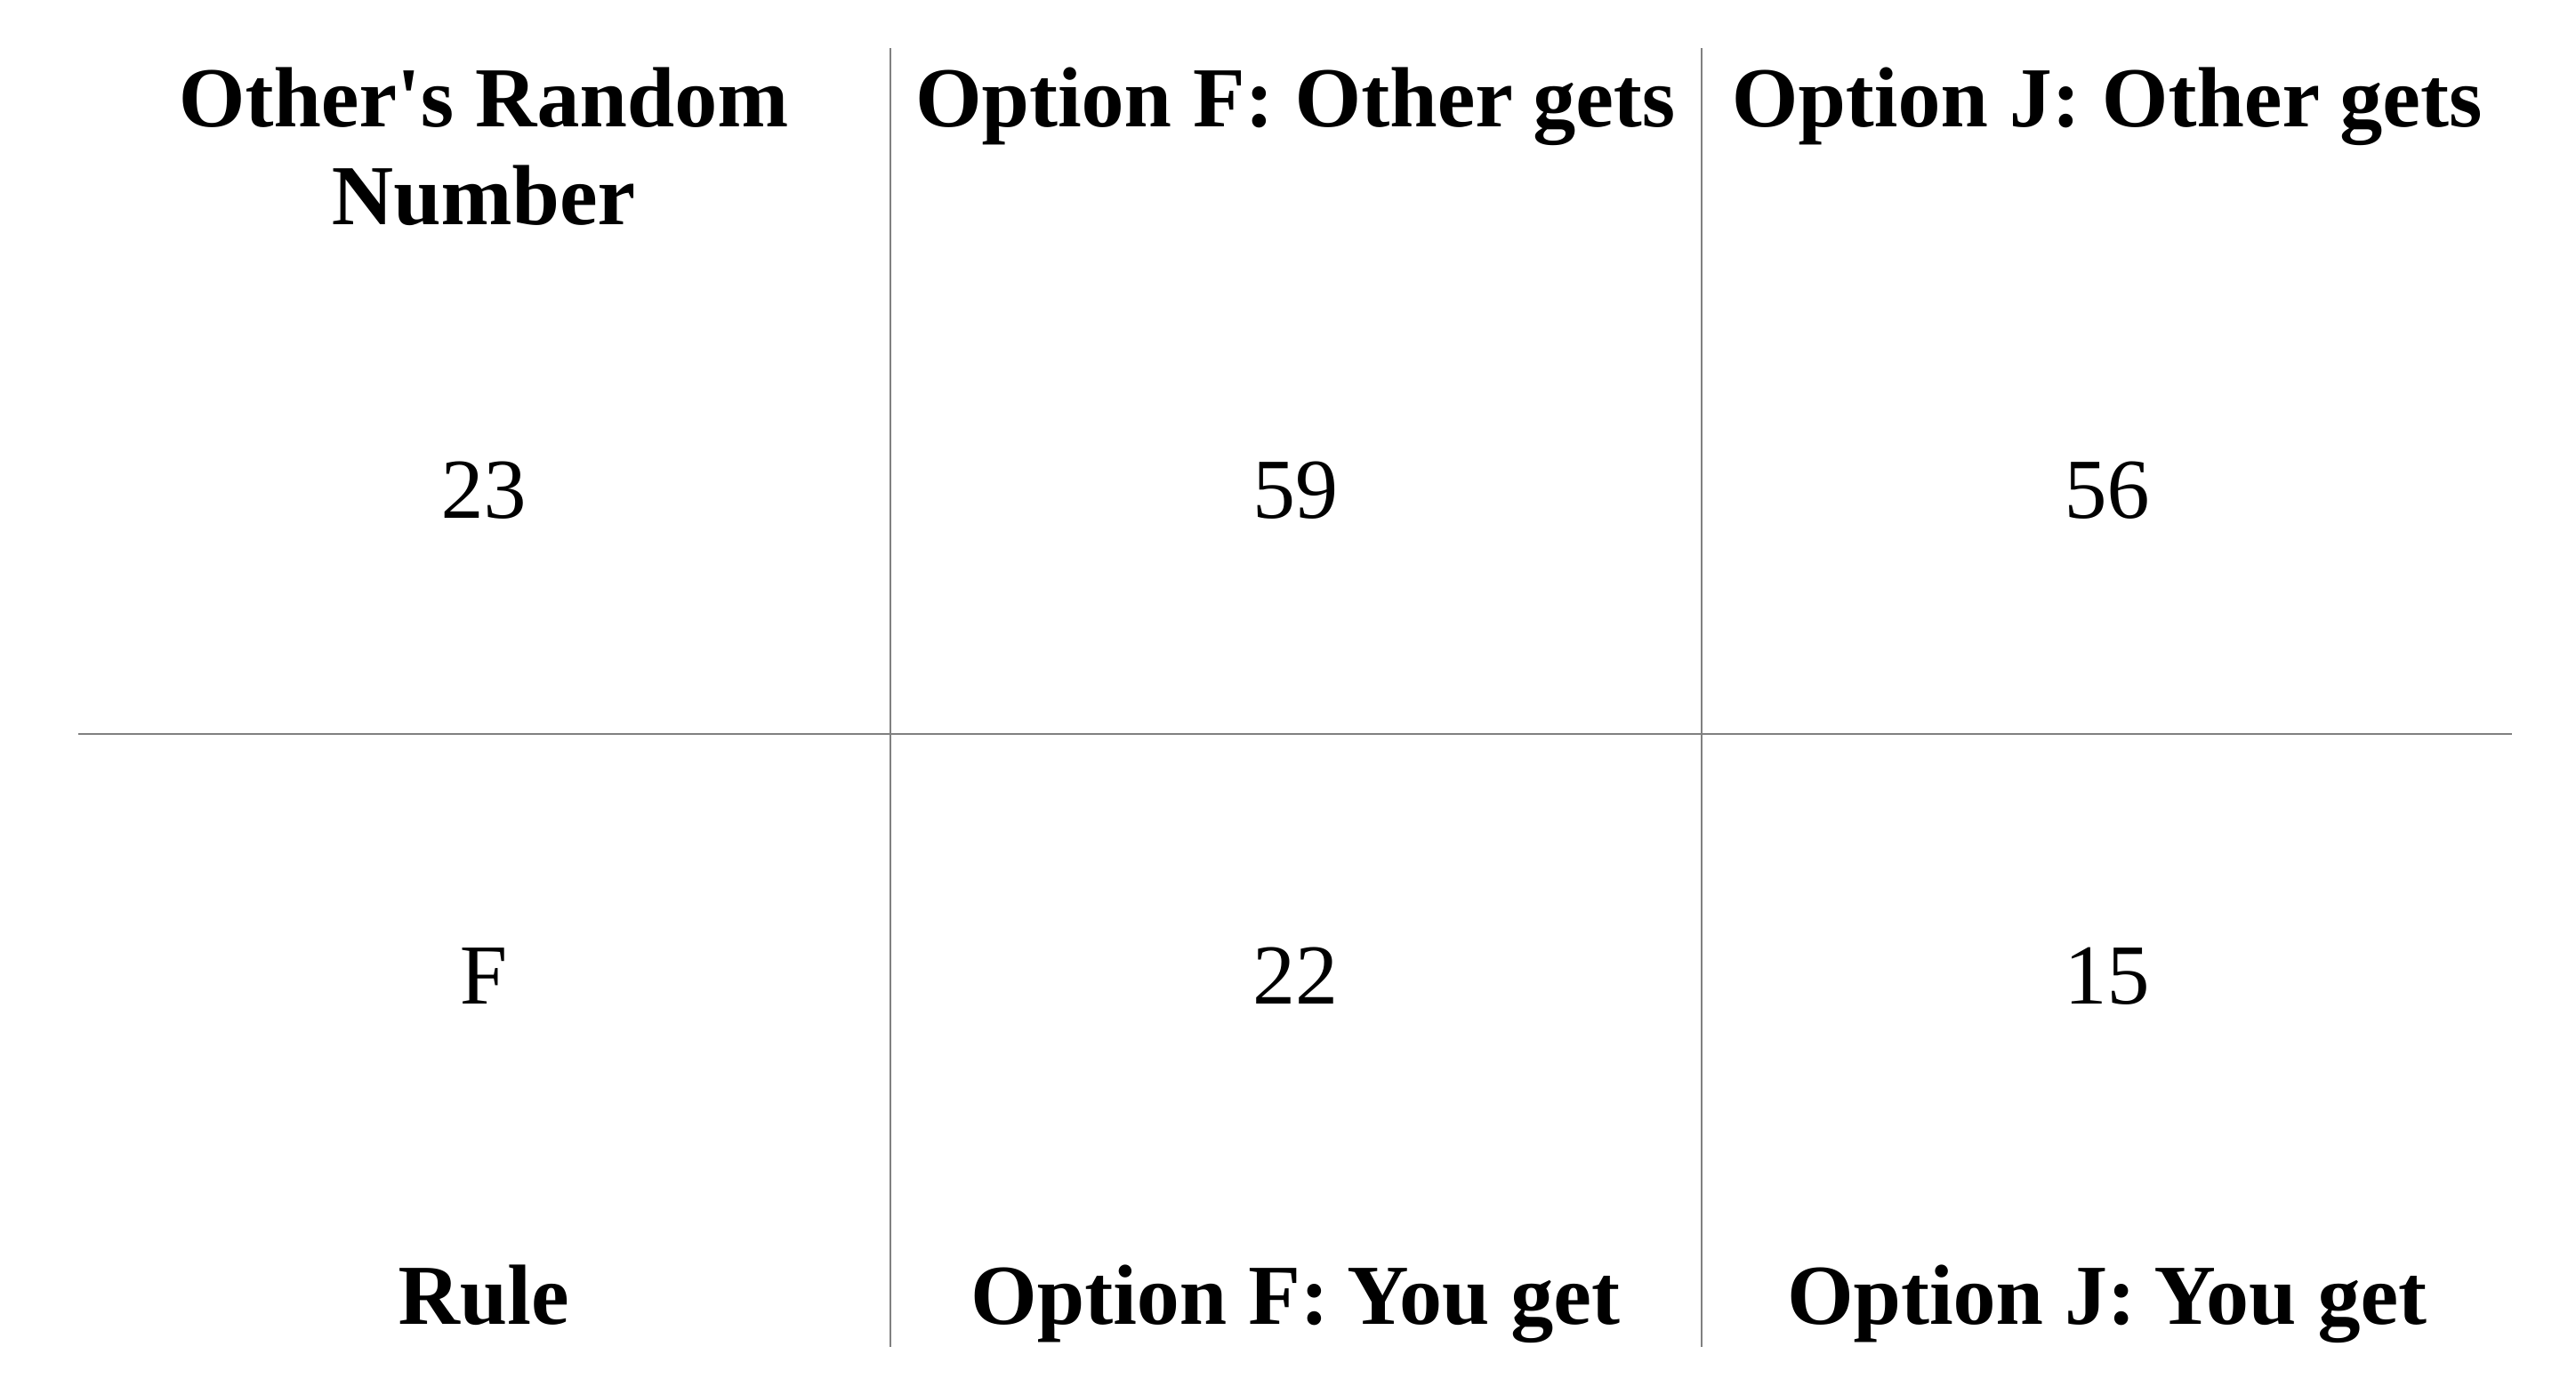 Other's Random
Number
Option F: Other gets
Option J: Other gets
23
59
56
F
22
15
Rule
Option F: You get
Option J: You get